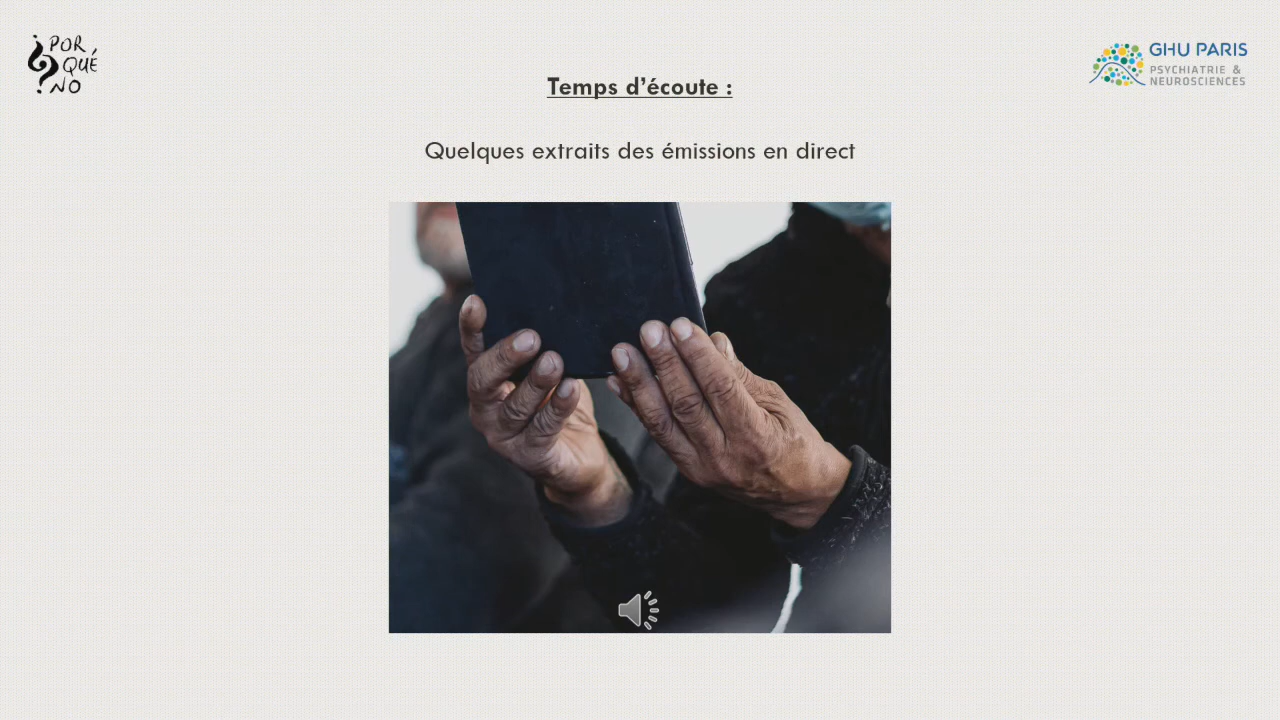 ¿POR
QUÉ
?NO
GHU PARIS
PSYCHIATRIE &
NEUROSCIENCES
Temps d’écoute :
Quelques extraits des émissions en direct